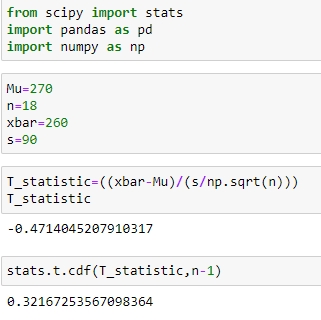 from scipy import stats
import pandas as pd
import numpy as np
Mu=270
n=18
xbar=260
s=90
T_statistic=((xbar-Mu)/(s/np.sqrt(n)))
T_statistic
-0.4714045207910317
stats.t.cdf(T_statistic,n-1)
0.32167253567098364